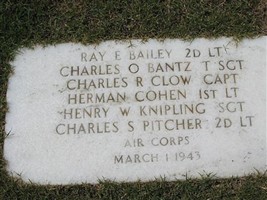 RAY E BAILEY 2D LT
CHARLES O BANTZ T SGT
CHARLES R CLOW CAPT
HERMAN COHEN 1ST LT
HENRY W KNIPLING SGT
CHARLES S PITCHER 2D LT
AIR CORPS
MARCH 1 1943